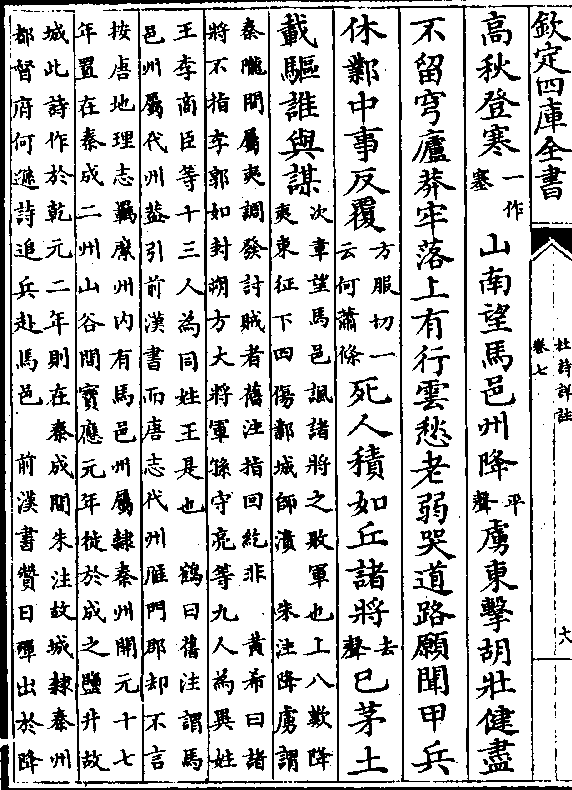 欽定四庫全書
杜詩詳註
卷七
大
高秋登寒一作塞山南望馬邑州降平聲虜東擊胡壯健盡
不留穹廬莽牢落上有行雲愁老弱哭道路願聞甲兵
休鄴中事反覆方服切一云何蕭條死人積如丘諸將去聲已茅土
載驅誰與謀次章望馬邑諷諸將之敗軍也上八歎降虜東征下四傷鄴城師潰 朱注降虜謂
秦隴間屬夷調發討賊者舊注指回紇非 黃希曰諸
將不指李郭如封朔方大將軍孫守亮等九人為異姓
王李商臣等十三人為同姓王是也 鶴曰舊注謂馬
邑州屬代州葢引前漢書而唐志代州雁門郡却不言
按唐地理志羈縻州内有馬邑州屬隸秦州開元十七
年置在秦成二州山谷間寳應元年徙於成之鹽井故
城此詩作於乾元二年則在秦成間朱注故城隸秦州
都督府何遜詩追兵赴馬邑 前漢書贊曰單出於降